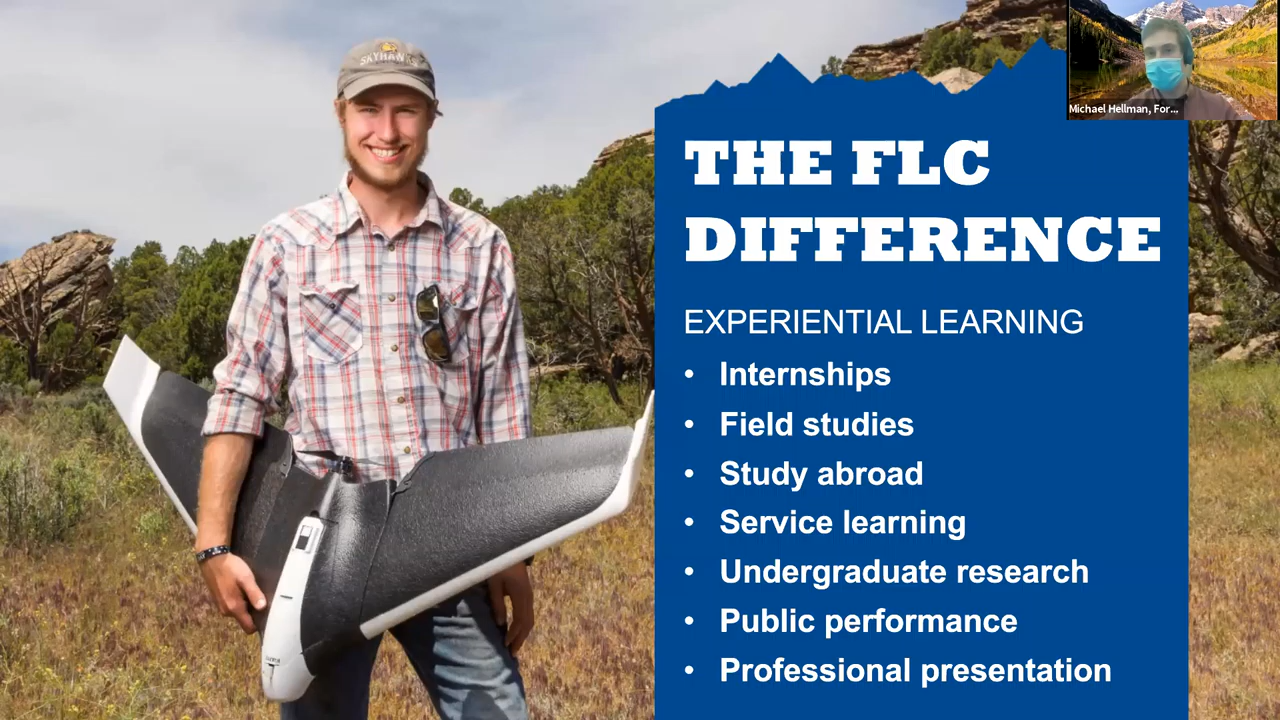 SKYHAWKS
Michael Hellman, For...
THE FLC
DIFFERENCE
EXPERIENTIAL LEARNING
• Internships
• Field studies
• Study abroad
• Service learning
• Undergraduate research
• Public performance
• Professional presentation